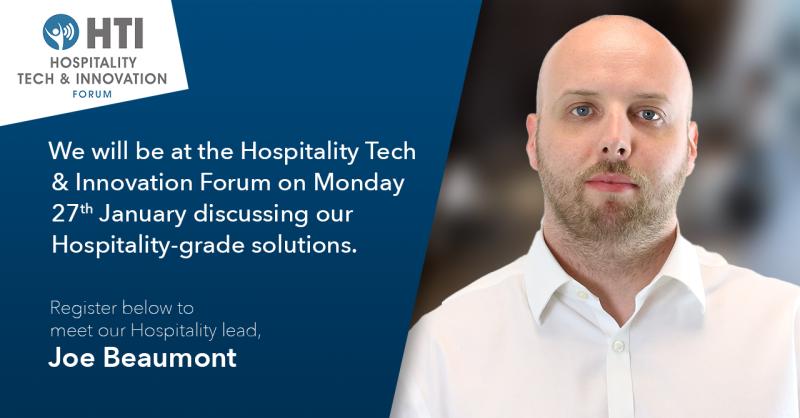 HTI
HOSPITALITY
TECH & INNOVATION
FORUM
We will be at the Hospitality Tech
& Innovation Forum on Monday
27th January discussing our
Hospitality-grade solutions.
Register below to
meet our Hospitality lead,
Joe Beaumont